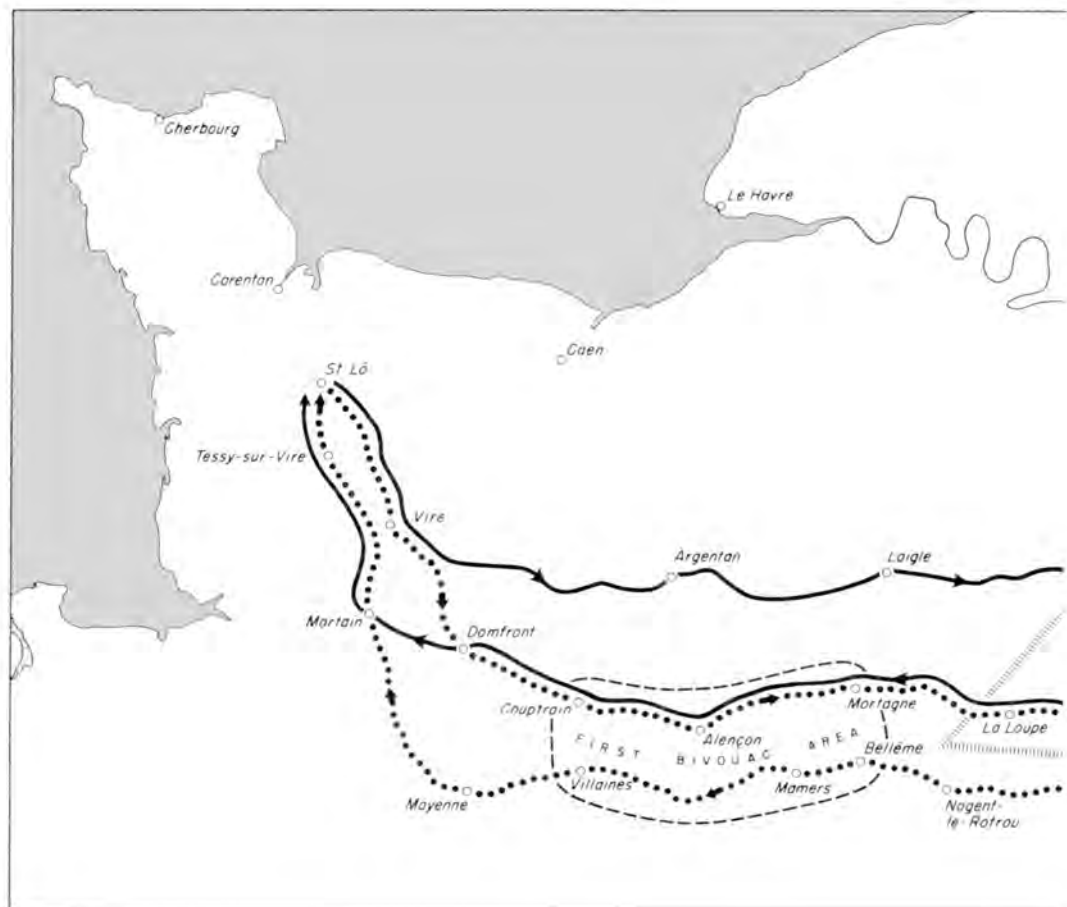 Cherbourg
Le Havre
Carentan
Caen
St Lô
Tessy-sur-Vire
Vire
Argentan
Laigle
Mortain
Domfront
Couptrain
Mortagne
La Loupe
Alençon
FIRST BIVOUAC AREA
Bellême
Villaines
Mamers
Mayenne
Nogent-
le-Rotrou